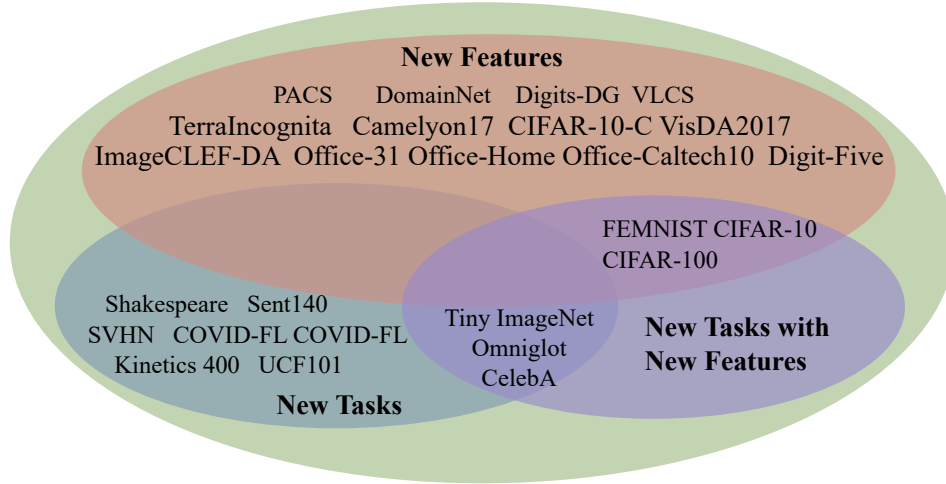 New Features
PACS DomainNet Digits-DG VLCS
TerraIncognita Camelyon17 CIFAR-10-C VisDA2017
ImageCLEF-DA Office-31 Office-Home Office-Caltech10 Digit-Five
FEMNIST CIFAR-10
CIFAR-100
Shakespeare Sent140
SVHN COVID-FL COVID-FL
Kinetics 400 UCF101
New Tasks
Tiny ImageNet
Omniglot
CelebA
New Tasks with
New Features